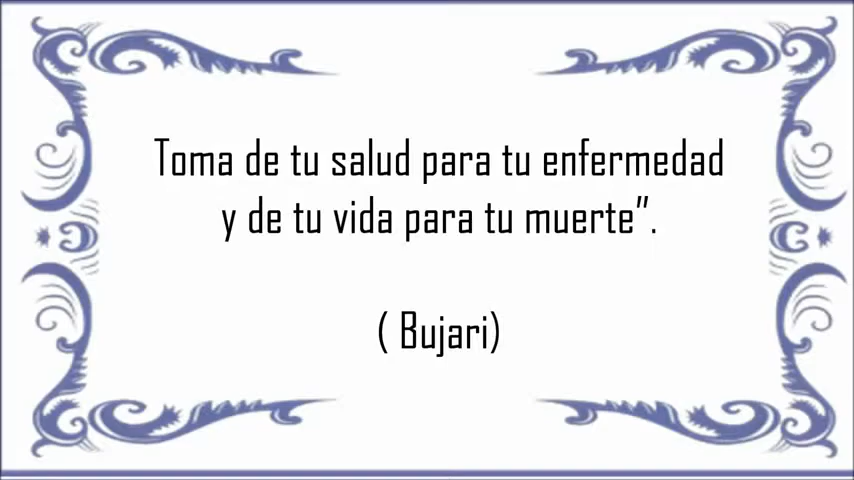 Toma de tu salud para tu enfermedad
y de tu vida para tu muerte”.
( Bujari)